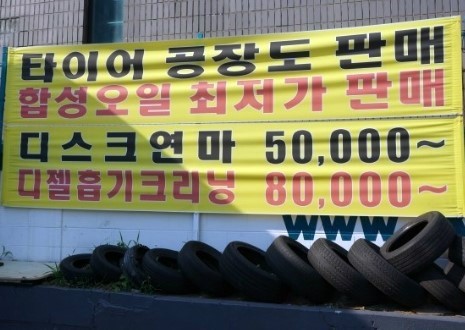 타이어 공장도 판매
합성오일 최저가 판매
디스크연마 50,000~
디젤흡기크리닝 80,000~
www